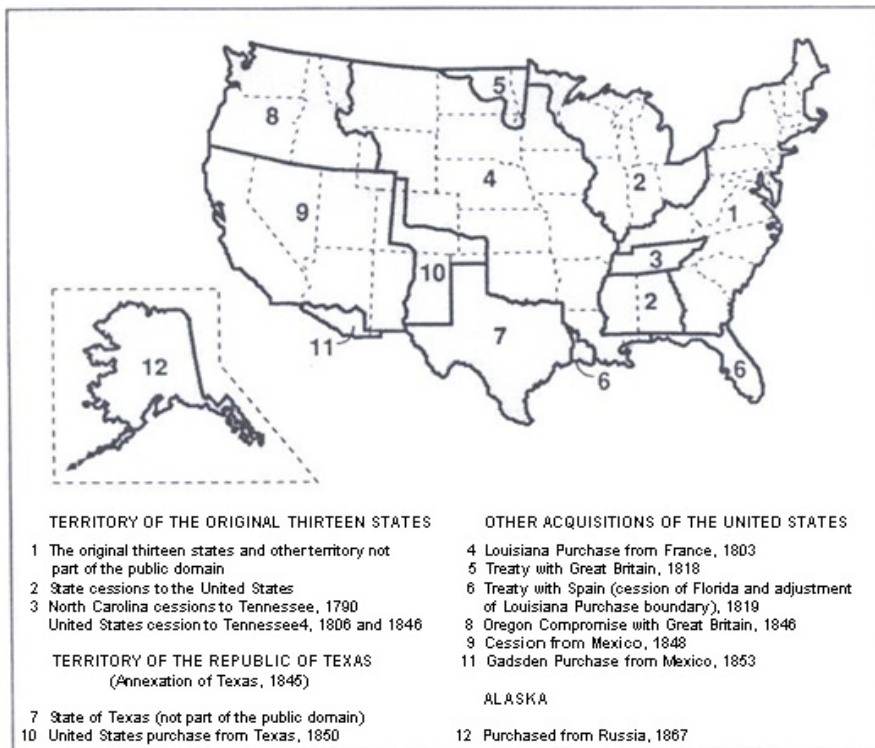 5
8
4
2
9
1
3
10
2
7
11
6
6
12
TERRITORY OF THE ORIGINAL THIRTEEN STATES
1 The original thirteen states and other territory not
part of the public domain
2 State cessions to the United States
3 North Carolina cessions to Tennessee, 1790
United States cession to Tennessee4, 1806 and 1846
TERRITORY OF THE REPUBLIC OF TEXAS
(Annexation of Texas, 1845)
7 State of Texas (not part of the public domain)
10 United States purchase from Texas, 1850
OTHER ACQUISITIONS OF THE UNITED STATES
4 Louisiana Purchase from France, 1803
5 Treaty with Great Britain, 1818
6 Treaty with Spain (cession of Florida and adjustment
of Louisiana Purchase boundary), 1819
8 Oregon Compromise with Great Britain, 1846
9 Cession from Mexico, 1848
11 Gadsden Purchase from Mexico, 1853
ALASKA
12 Purchased from Russia, 1867